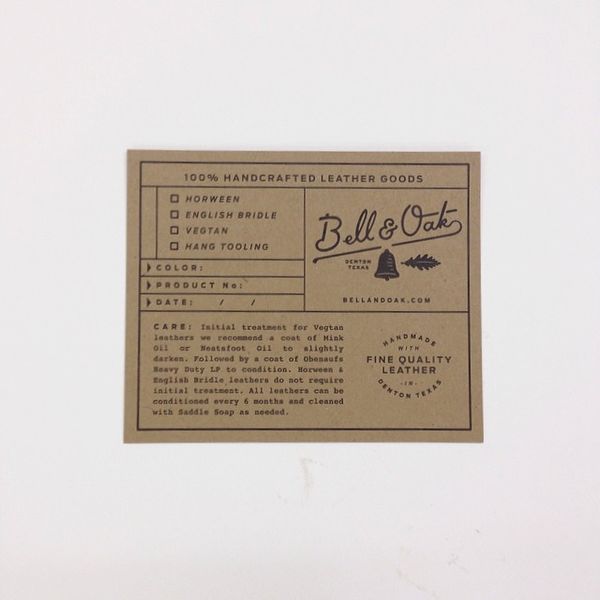 100% HANDCRAFTED LEATHER GOODS
HORWEEN
ENGLISH BRIDLE
VEGTAN
HANG TOOLING
COLOR:
PRODUCT No:
DATE: / /
Bell & Oak
DENTON
TEXAS
BELLANDOAK.COM
CARE: Initial treatment for Vegtan
leathers we recommend a coat of Mink
Oil or Neatsfoot Oil to slightly
darken. Followed by a coat of Obenaufs
Heavy Duty LP to condition. Horween &
English Bridle leathers do not require
initial treatment. All leathers can be
conditioned every 6 months and cleaned
with Saddle Soap as needed.
HANDMADE
WITH
FINE QUALITY
LEATHER
-IN-
DENTON TEXAS